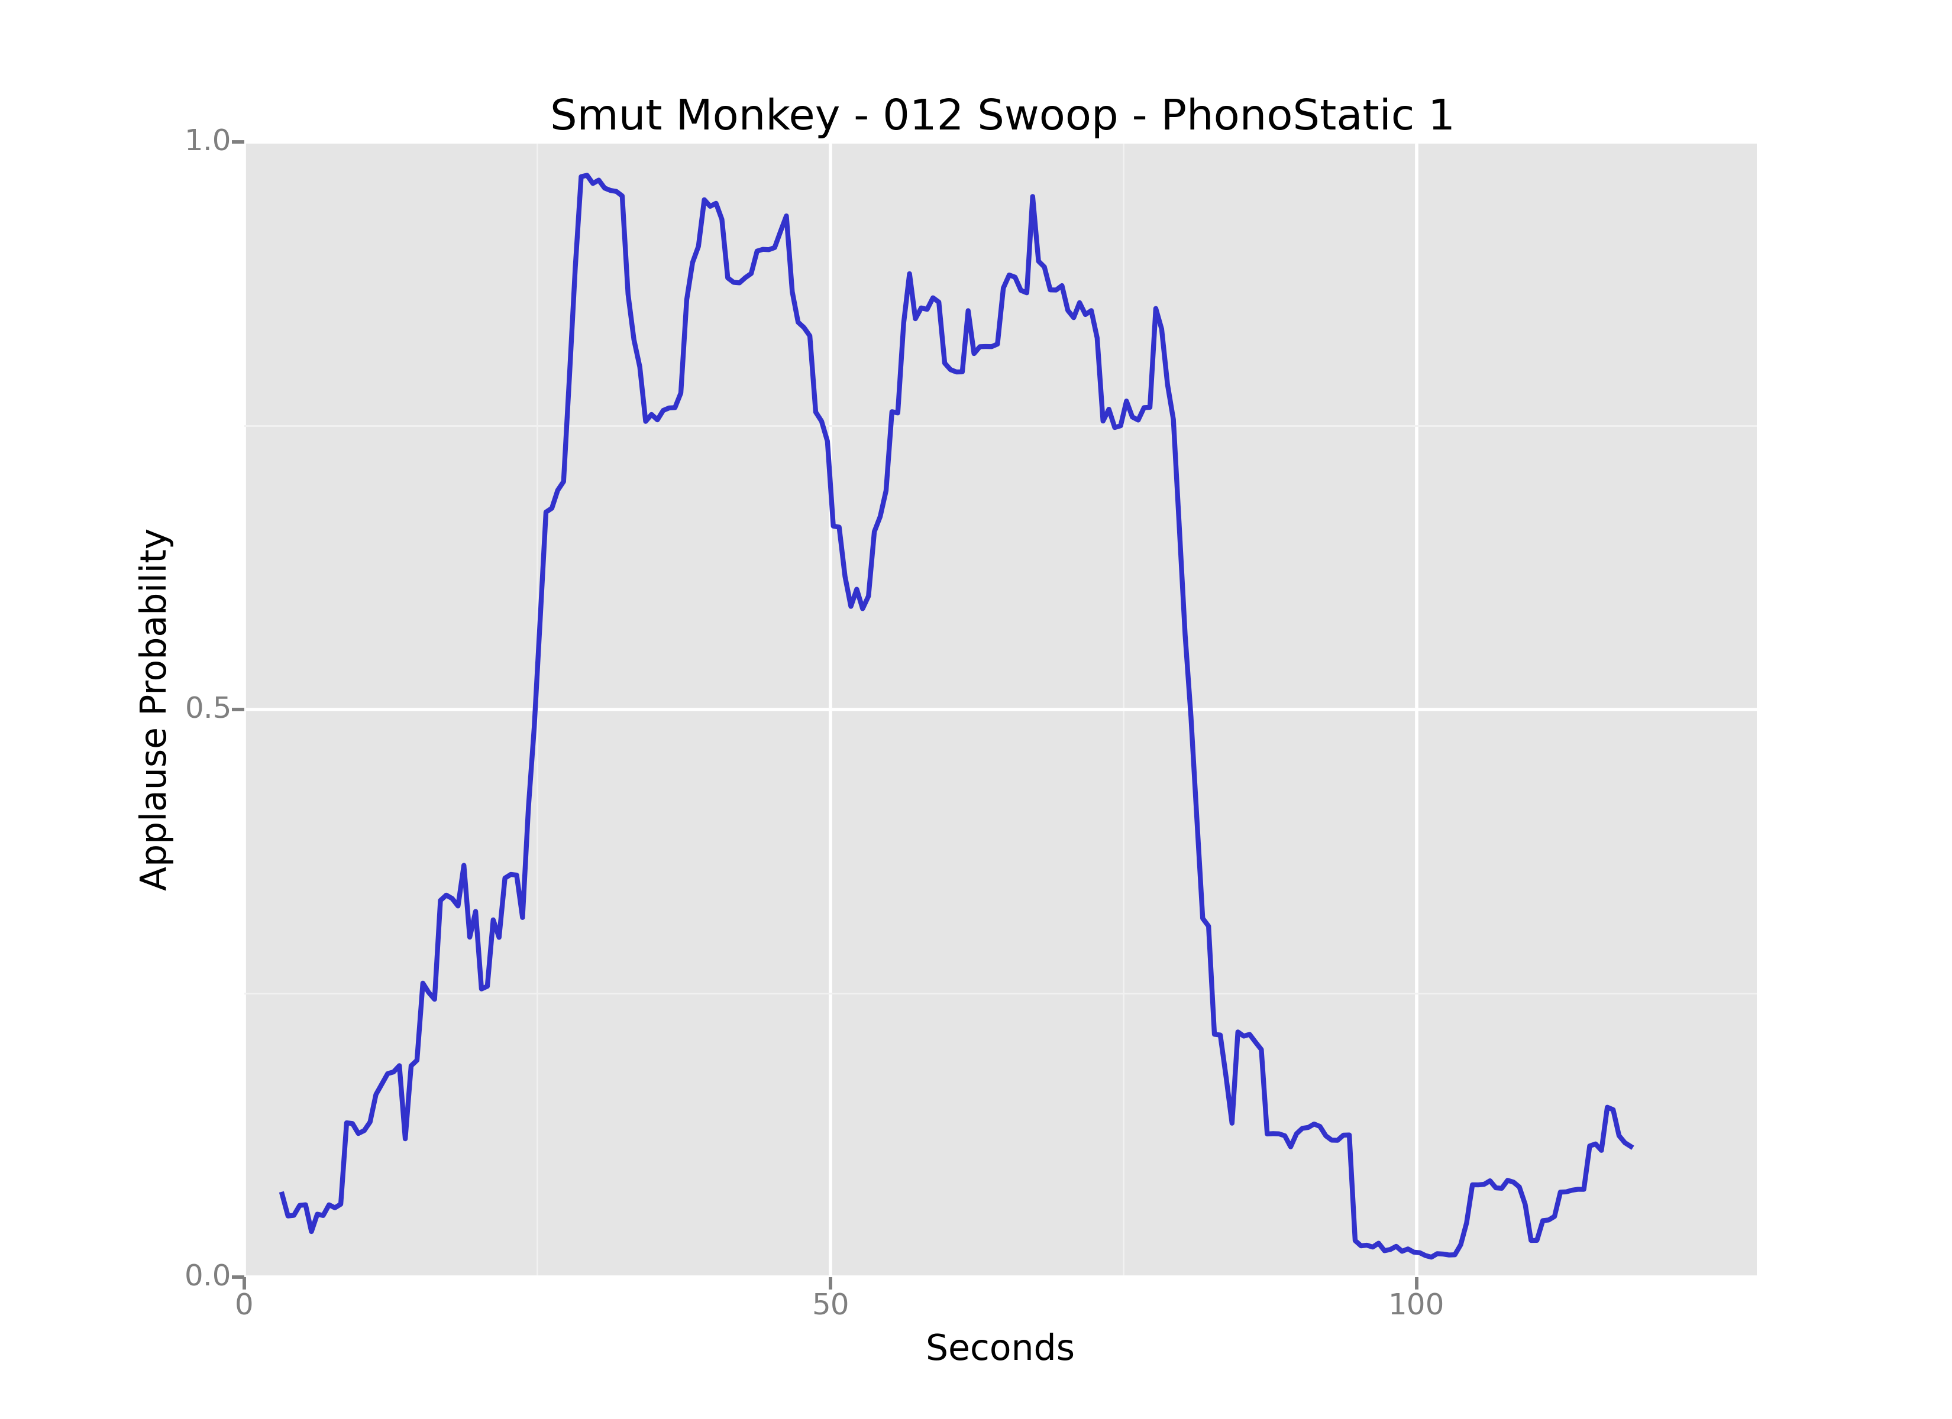 Smut Monkey - 012 Swoop - PhonoStatic 1
1.0
0.5
0.0
Applause Probability
0 50 100
Seconds